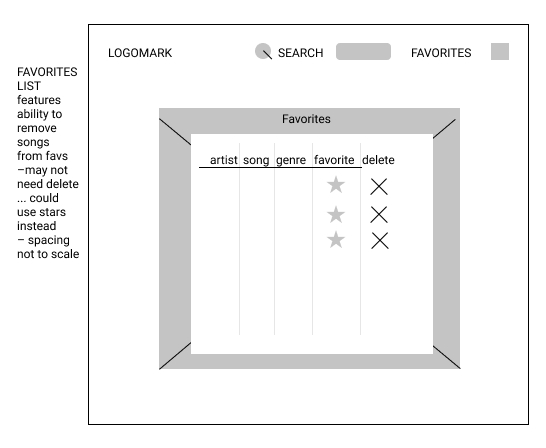 LOGOMARK SEARCH FAVORITES
FAVORITES
LIST
features
ability to
remove
songs
from favs
–may not
need delete
... could
use stars
instead
– spacing
not to scale
Favorites
artist song genre favorite delete